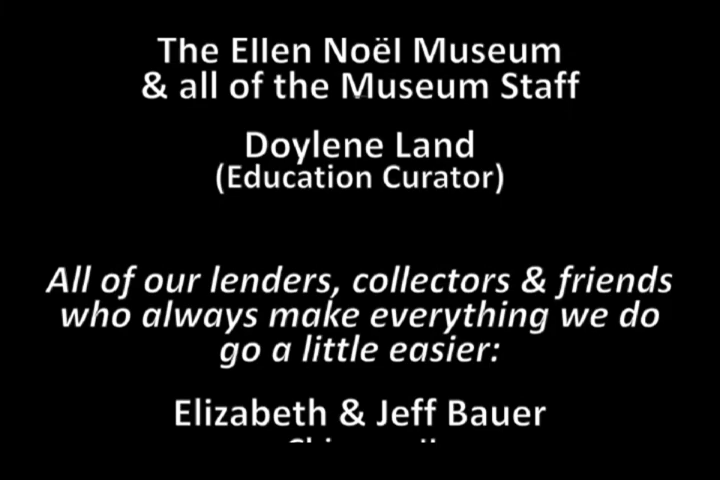 The Ellen Noël Museum
& all of the Museum Staff
Doylene Land
(Education Curator)
All of our lenders, collectors & friends
who always make everything we do
go a little easier:
Elizabeth & Jeff Bauer